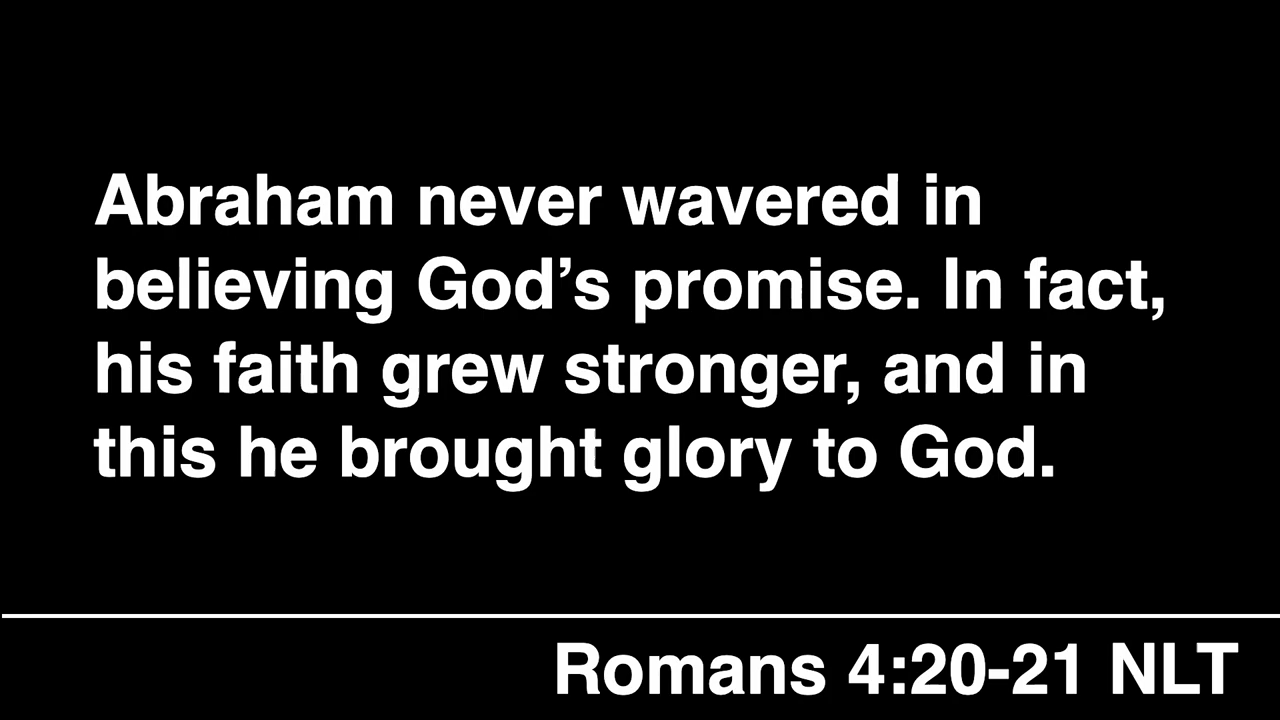 Abraham never wavered in
believing God’s promise. In fact,
his faith grew stronger, and in
this he brought glory to God.
Romans 4:20-21 NLT